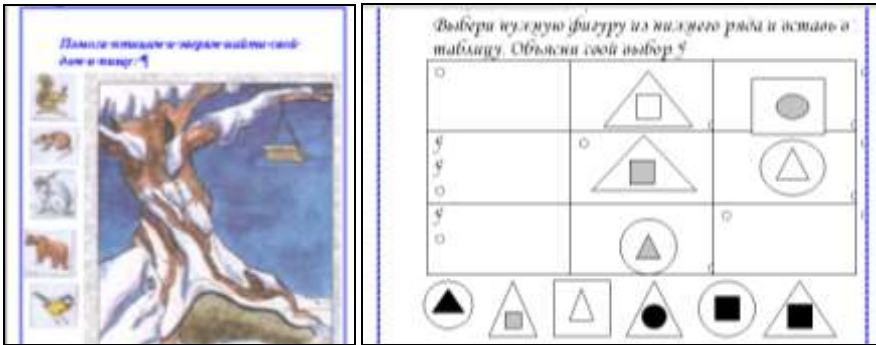 Помоги·птицам·и·зверям·найти·свой·
дом·и·пищу.·¶
Выбери нужную фигуру из нижнего ряда и вставь в
таблицу. Объясни свой выбор.¶